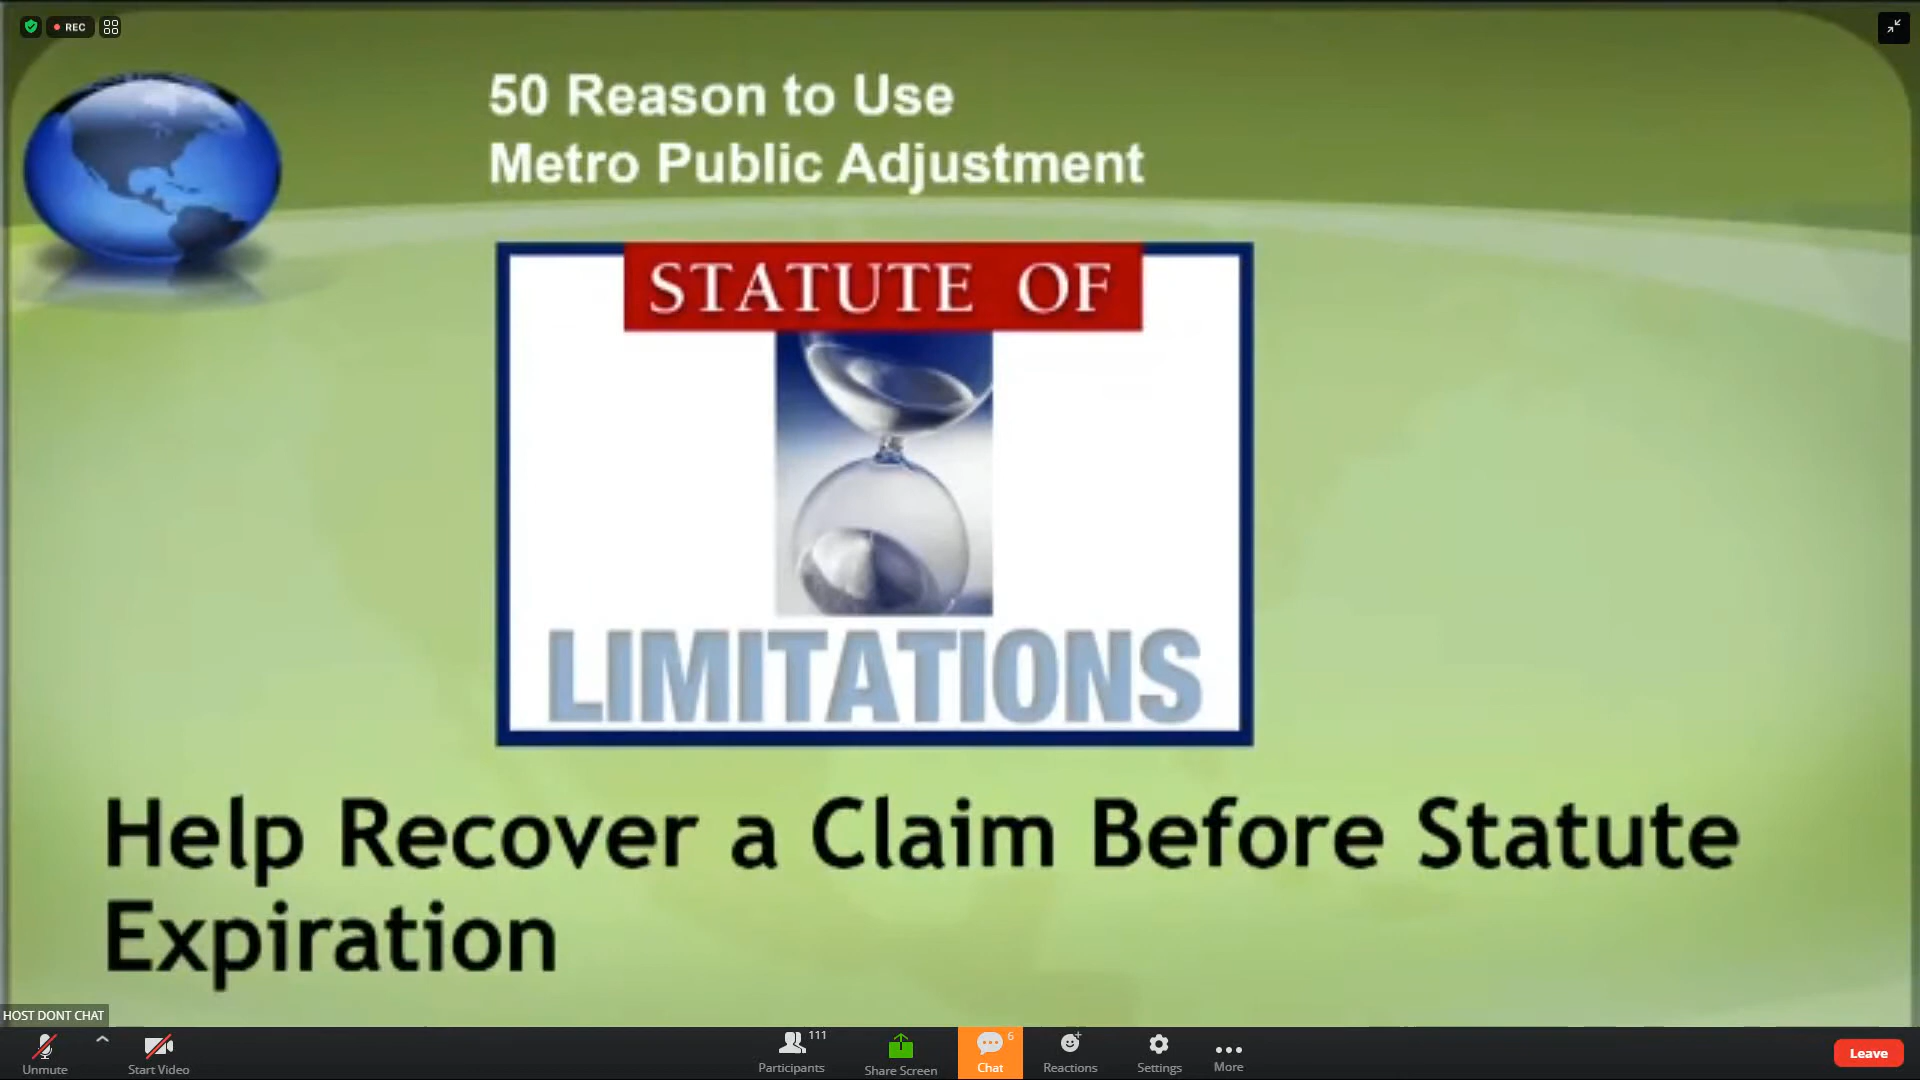 REC
50 Reason to Use
Metro Public Adjustment
STATUTE OF
LIMITATIONS
Help Recover a Claim Before Statute
Expiration
HOST DONT CHAT
Unmute
Start Video
111
Participants
Share Screen
6
Chat
Reactions
Settings
More
Leave